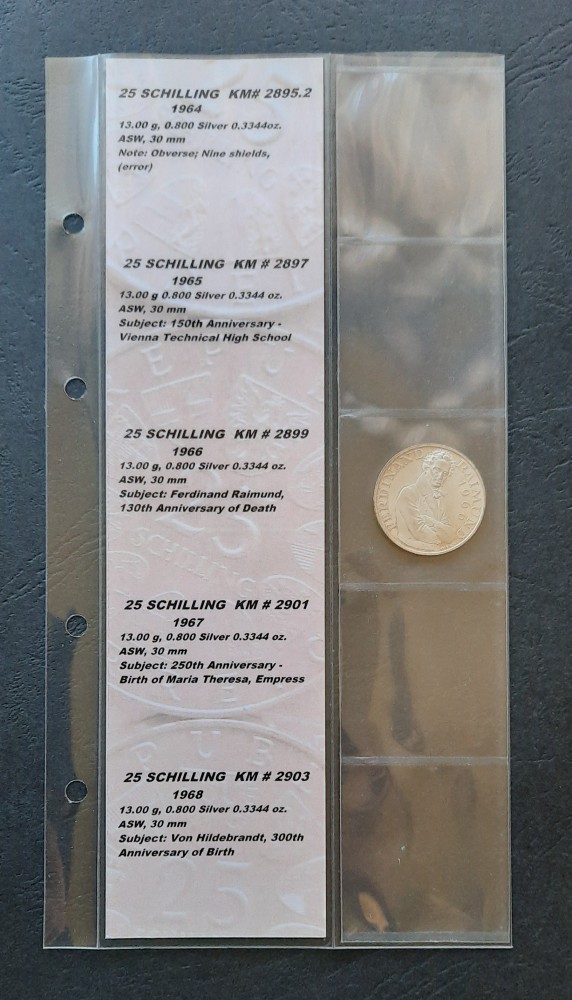 25 SCHILLING KM# 2895.2
1964
13.00 g, 0.800 Silver 0.3344oz.
ASW, 30 mm
Note: Obverse; Nine shields,
(error)
25 SCHILLING KM # 2897
1965
13.00 g 0.800 Silver 0.3344 oz.
ASW, 30 mm
Subject: 150th Anniversary -
Vienna Technical High School
25 SCHILLING KM # 2899
1966
13.00 g, 0.800 Silver 0.3344 oz.
ASW, 30 mm
Subject: Ferdinand Raimund,
130th Anniversary of Death
25 SCHILLING KM # 2901
1967
13.00 g, 0.800 Silver 0.3344 oz.
ASW, 30 mm
Subject: 250th Anniversary -
Birth of Maria Theresa, Empress
25 SCHILLING KM # 2903
1968
13.00 g, 0.800 Silver 0.3344 oz.
ASW, 30 mm
Subject: Von Hildebrandt, 300th
Anniversary of Birth
FERDINAND RAIMUND
1966
SCHILLING
25